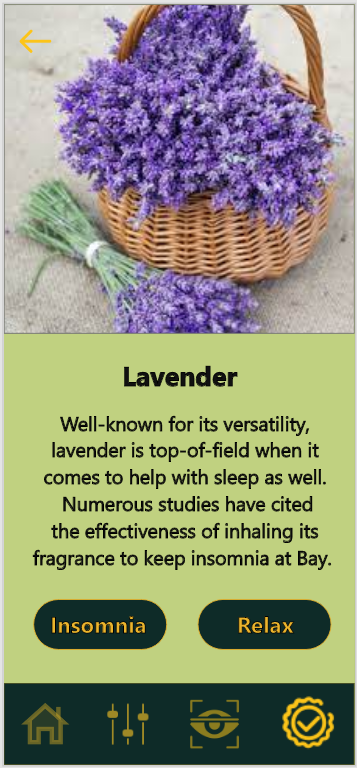 Lavender
Well-known for its versatility,
lavender is top-of-field when it
comes to help with sleep as well.
Numerous studies have cited
the effectiveness of inhaling its
fragrance to keep insomnia at Bay.
Insomnia
Relax